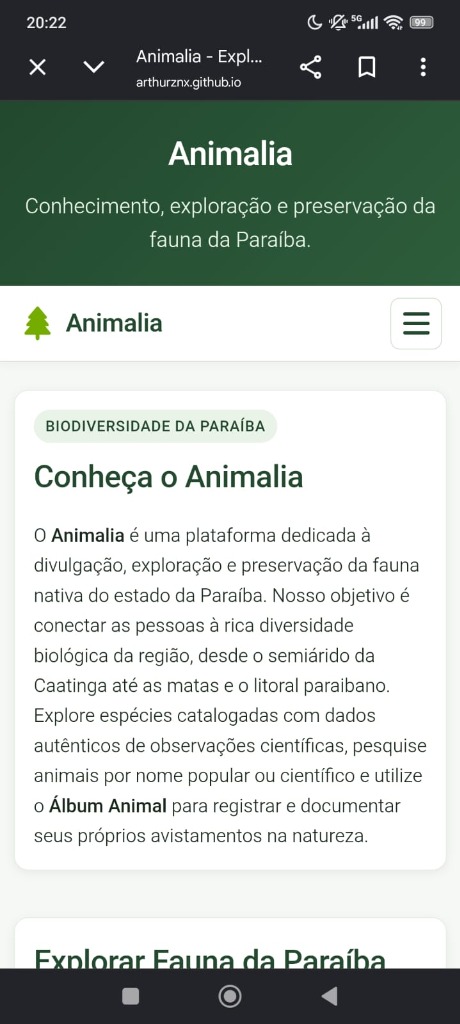 20:22
5G
99
Animalia - Expl...
arthurznx.github.io
Animalia
Conhecimento, exploração e preservação da
fauna da Paraíba.
Animalia
BIODIVERSIDADE DA PARAÍBA
Conheça o Animalia
O Animalia é uma plataforma dedicada à
divulgação, exploração e preservação da fauna
nativa do estado da Paraíba. Nosso objetivo é
conectar as pessoas à rica diversidade
biológica da região, desde o semiárido da
Caatinga até as matas e o litoral paraibano.
Explore espécies catalogadas com dados
autênticos de observações científicas, pesquise
animais por nome popular ou científico e utilize
o Álbum Animal para registrar e documentar
seus próprios avistamentos na natureza.
Explorar Fauna da Paraíba